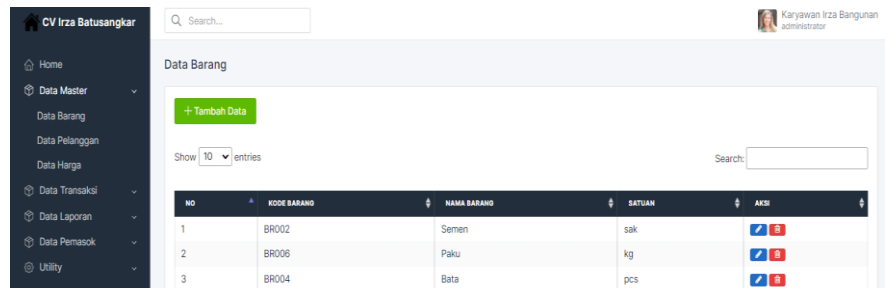 CV Irza Batusangkar
Search...
Karyawan Irza Bangunan
administrator
Home
Data Master
Data Barang
Data Pelanggan
Data Harga
Data Transaksi
Data Laporan
Data Pemasok
Utility
Data Barang
+ Tambah Data
Show 10 entries
Search:
NO KODE BARANG NAMA BARANG SATUAN AKSI
1 BR002 Semen sak
2 BR006 Paku kg
3 BR004 Bata pcs